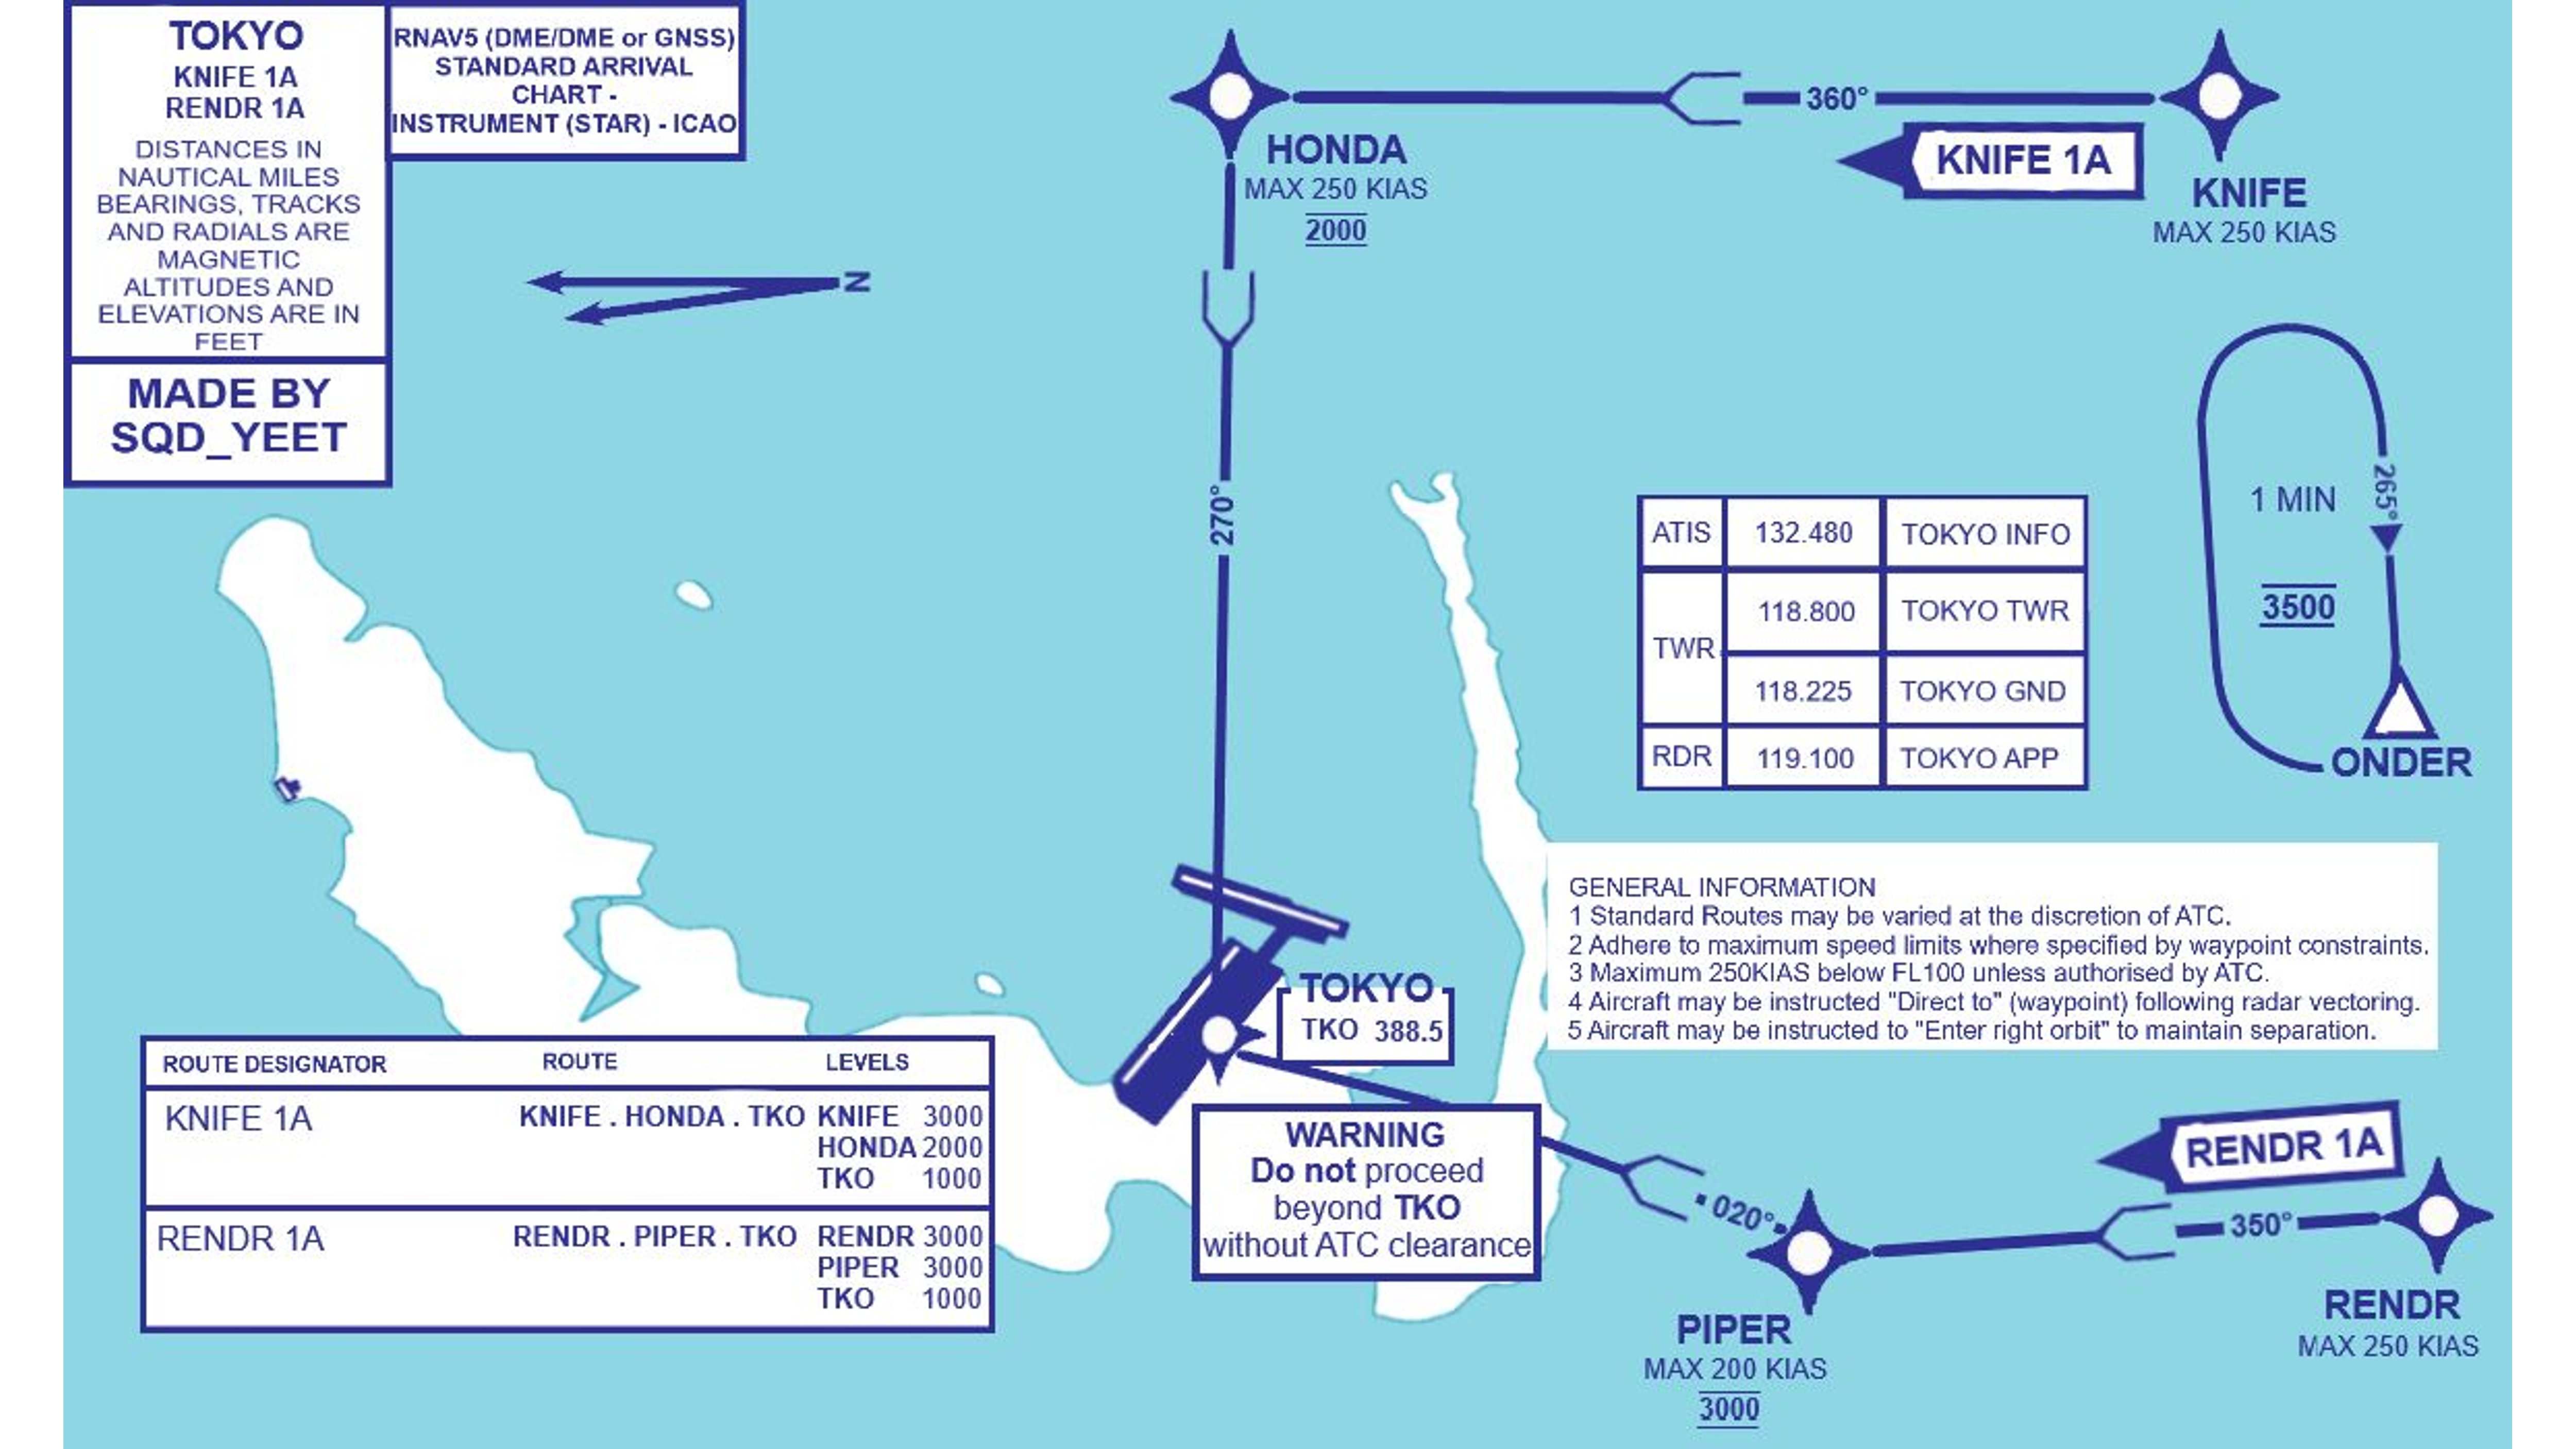 TOKYO
KNIFE 1A
RENDR 1A
DISTANCES IN
NAUTICAL MILES
BEARINGS, TRACKS
AND RADIALS ARE
MAGNETIC
ALTITUDES AND
ELEVATIONS ARE IN
FEET
MADE BY
SQD_YEET
RNAV5 (DME/DME or GNSS)
STANDARD ARRIVAL
CHART -
INSTRUMENT (STAR) - ICAO
N
HONDA
MAX 250 KIAS
2000
360°
KNIFE 1A
KNIFE
MAX 250 KIAS
270°
265°
1 MIN
3500
ONDER
ATIS 132.480 TOKYO INFO
TWR 118.800 TOKYO TWR
118.225 TOKYO GND
RDR 119.100 TOKYO APP
GENERAL INFORMATION
1 Standard Routes may be varied at the discretion of ATC.
2 Adhere to maximum speed limits where specified by waypoint constraints.
3 Maximum 250KIAS below FL100 unless authorised by ATC.
4 Aircraft may be instructed "Direct to" (waypoint) following radar vectoring.
5 Aircraft may be instructed to "Enter right orbit" to maintain separation.
TOKYO
TKO 388.5
ROUTE DESIGNATOR ROUTE LEVELS
KNIFE 1A KNIFE . HONDA . TKO KNIFE 3000
HONDA 2000
TKO 1000
RENDR 1A RENDR . PIPER . TKO RENDR 3000
PIPER 3000
TKO 1000
WARNING
Do not proceed
beyond TKO
without ATC clearance
020°
PIPER
MAX 200 KIAS
3000
RENDR 1A
350°
RENDR
MAX 250 KIAS